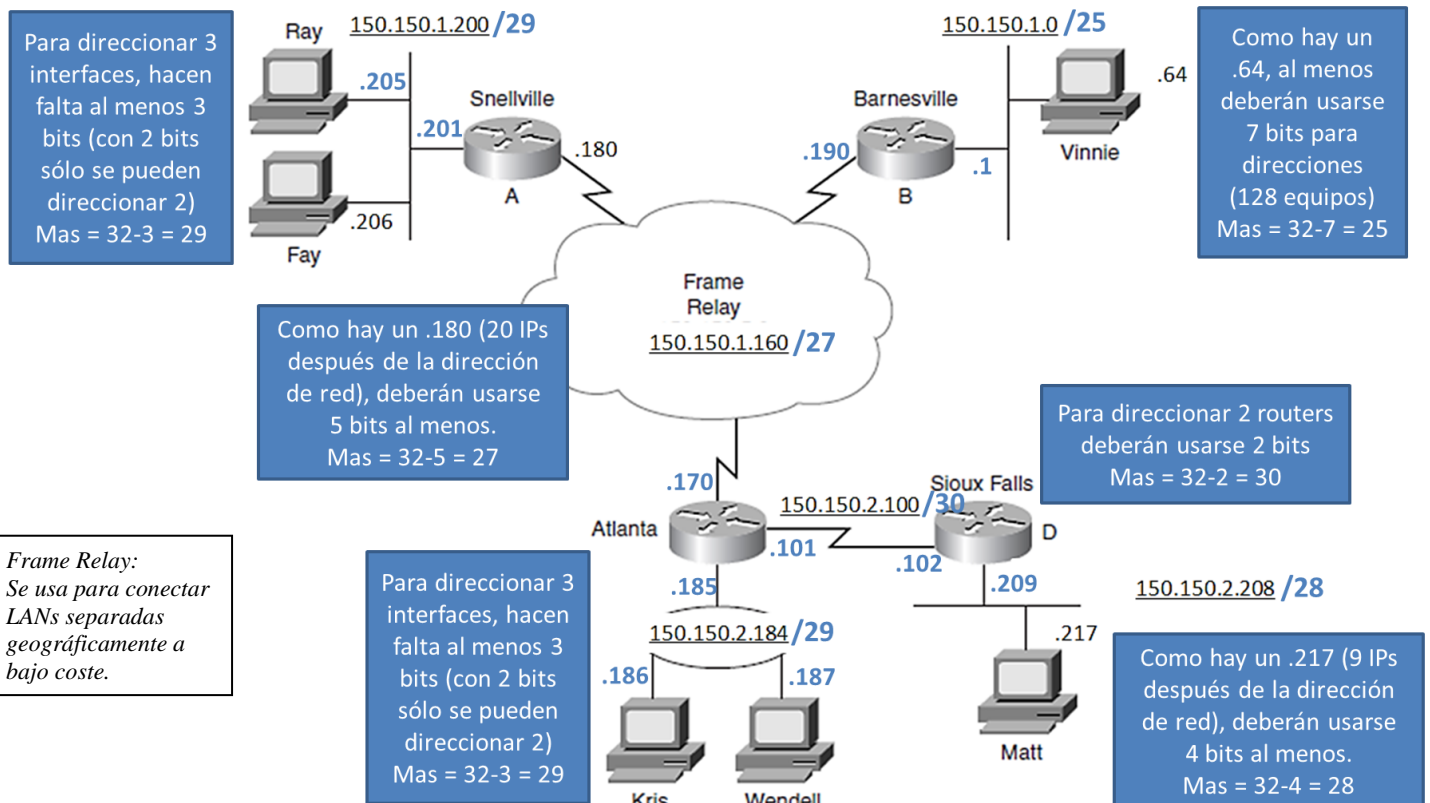 Para direccionar 3
interfaces, hacen
falta al menos 3
bits (con 2 bits
sólo se pueden
direccionar 2)
Mas = 32-3 = 29
Ray
150.150.1.200 /29
.205
Snellville
.201
.180
A
.206
Fay
150.150.1.0 /25
.64
Barnesville
.190
.1
Vinnie
B
Como hay un
.64, al menos
deberán usarse
7 bits para
direcciones
(128 equipos)
Mas = 32-7 = 25
Frame
Relay
150.150.1.160 /27
Como hay un .180 (20 IPs
después de la dirección
de red), deberán usarse
5 bits al menos.
Mas = 32-5 = 27
Para direccionar 2 routers
deberán usarse 2 bits
Mas = 32-2 = 30
.170
Sioux Falls
150.150.2.100 /30
Atlanta
D
.101
.102
.185
.209
150.150.2.208 /28
Frame Relay:
Se usa para conectar
LANs separadas
geográficamente a
bajo coste.
Para direccionar 3
interfaces, hacen
falta al menos 3
bits (con 2 bits
sólo se pueden
direccionar 2)
Mas = 32-3 = 29
150.150.2.184 /29
.186
.187
Kris
Wendell
.217
Matt
Como hay un .217 (9 IPs
después de la dirección
de red), deberán usarse
4 bits al menos.
Mas = 32-4 = 28